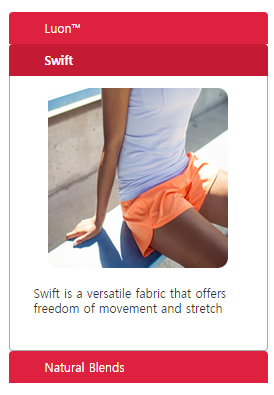 Luon™
Swift
Swift is a versatile fabric that offers
freedom of movement and stretch
Natural Blends